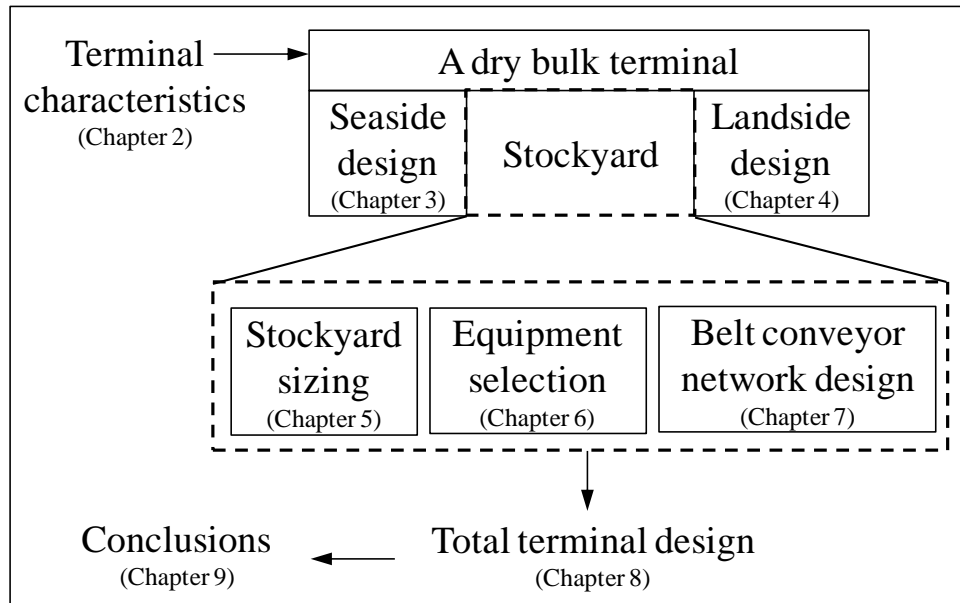 Terminal
characteristics
(Chapter 2)
A dry bulk terminal
Seaside
design
(Chapter 3)
Stockyard
Landside
design
(Chapter 4)
Stockyard
sizing
(Chapter 5)
Equipment
selection
(Chapter 6)
Belt conveyor
network design
(Chapter 7)
Conclusions
(Chapter 9)
Total terminal design
(Chapter 8)